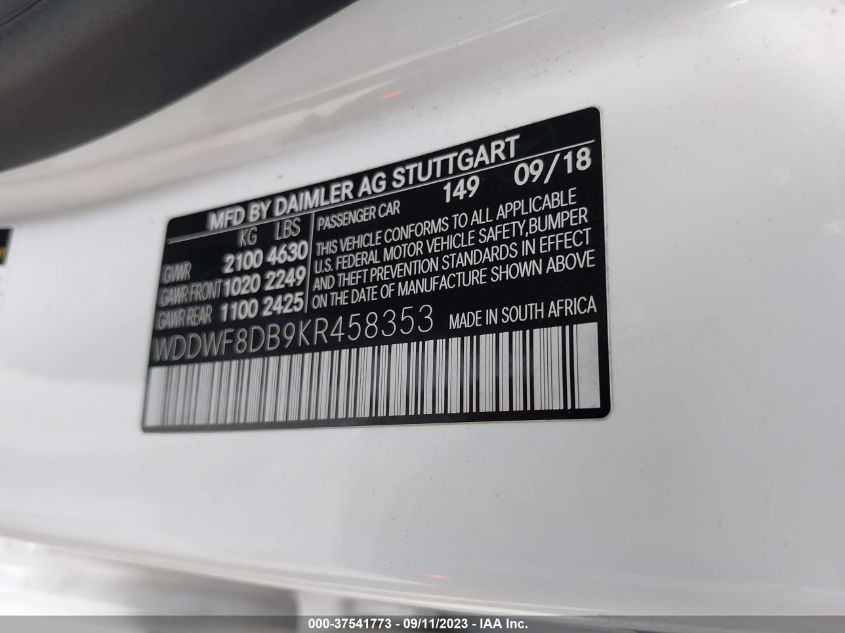 MFD BY DAIMLER AG STUTTGART
KG LBS
GVWR 2100 4630
GAWR FRONT 1020 2249
GAWR REAR 1100 2425
PASSENGER CAR 149 09/18
THIS VEHICLE CONFORMS TO ALL APPLICABLE
U.S. FEDERAL MOTOR VEHICLE SAFETY,BUMPER
AND THEFT PREVENTION STANDARDS IN EFFECT
ON THE DATE OF MANUFACTURE SHOWN ABOVE
WDDWF8DB9KR458353 MADE IN SOUTH AFRICA
000-37541773 - 09/11/2023 - IAA Inc.